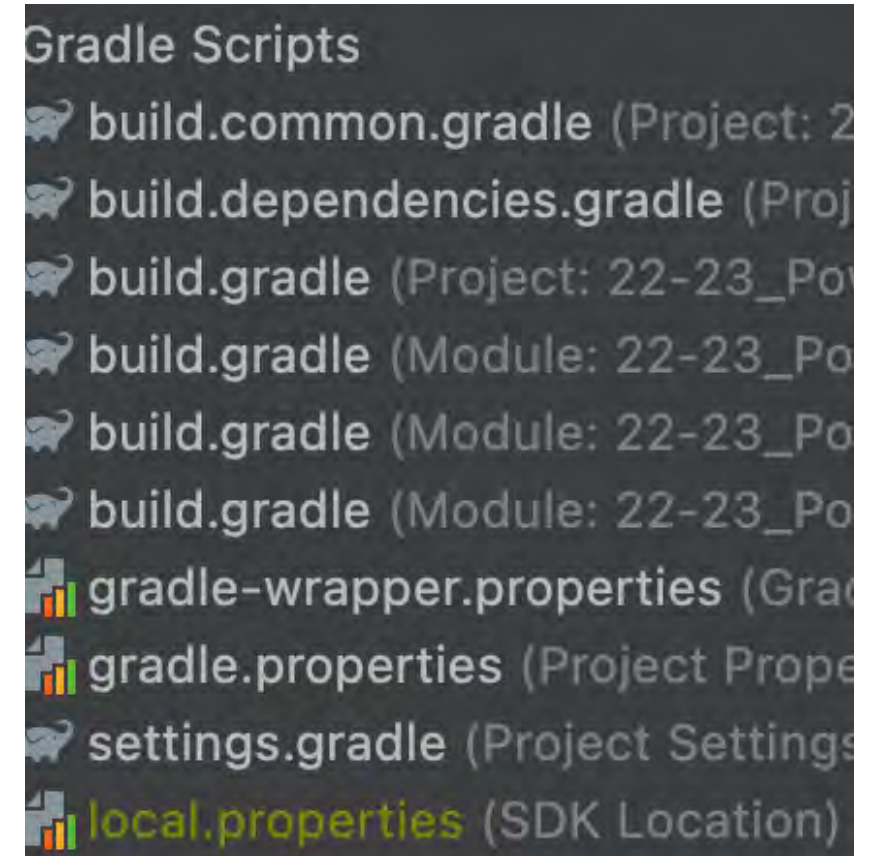 Gradle Scripts
build.common.gradle (Project: 2
build.dependencies.gradle (Proj
build.gradle (Project: 22-23_Pov
build.gradle (Module: 22-23_Po
build.gradle (Module: 22-23_Po
build.gradle (Module: 22-23_Po
gradle-wrapper.properties (Grad
gradle.properties (Project Prope
settings.gradle (Project Settings
local.properties (SDK Location)